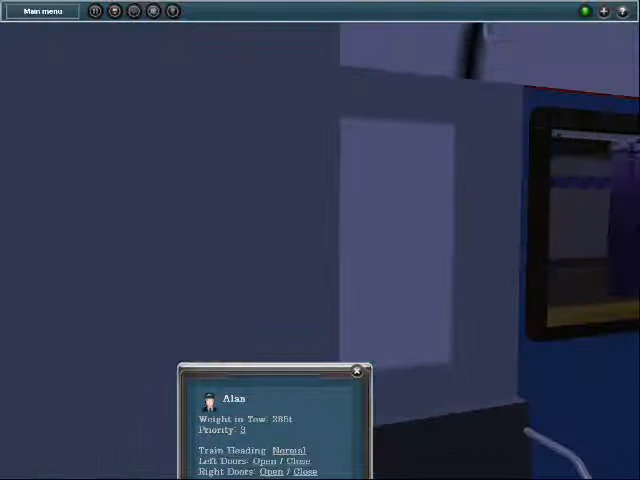 Main menu
Alan
Weight in Tow: 285t
Priority: 3
Train Heading: Normal
Left Doors: Open / Close
Right Doors: Open / Close